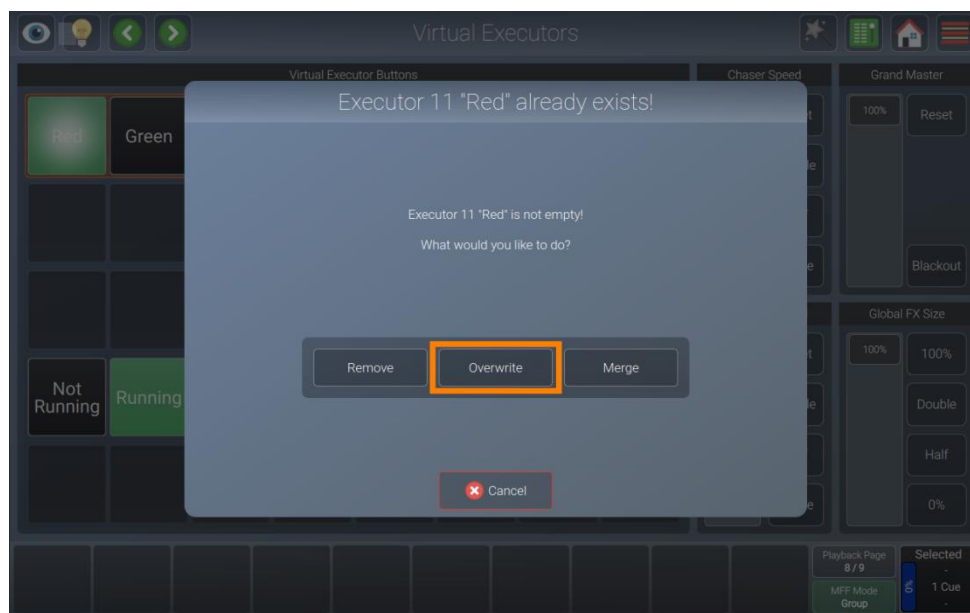 Virtual Executors
Virtual Executor Buttons
Chaser Speed
Grand Master
Executor 11 "Red" already exists!
Red
Green
100%
Reset
Executor 11 "Red" is not empty!
What would you like to do?
Blackout
Global FX Size
Remove
Overwrite
Merge
100%
100%
Not
Running
Running
Double
Half
Cancel
0%
Playback Page
8 / 9
Selected
-
1 Cue
-
MFF Mode
Group